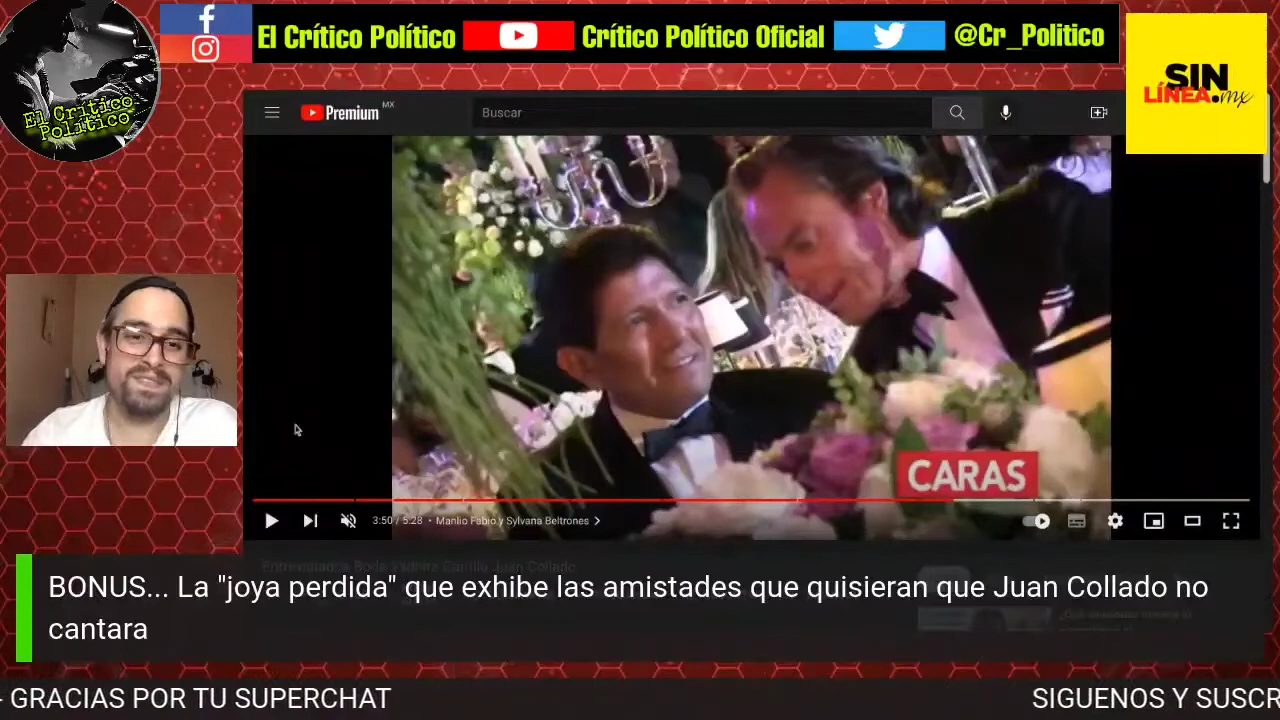 El Crítico Político
Crítico Político Oficial
@Cr_Politico
SIN
LÍNEA.mx
El Crítico
Político
Premium MX
Buscar
CARAS
3:50 / 5:28 • Manlio Fabio y Sylvana Beltrones
BONUS... La "joya perdida" que exhibe las amistades que quisieran que Juan Collado no
cantara
- GRACIAS POR TU SUPERCHAT
SIGUENOS Y SUSCR